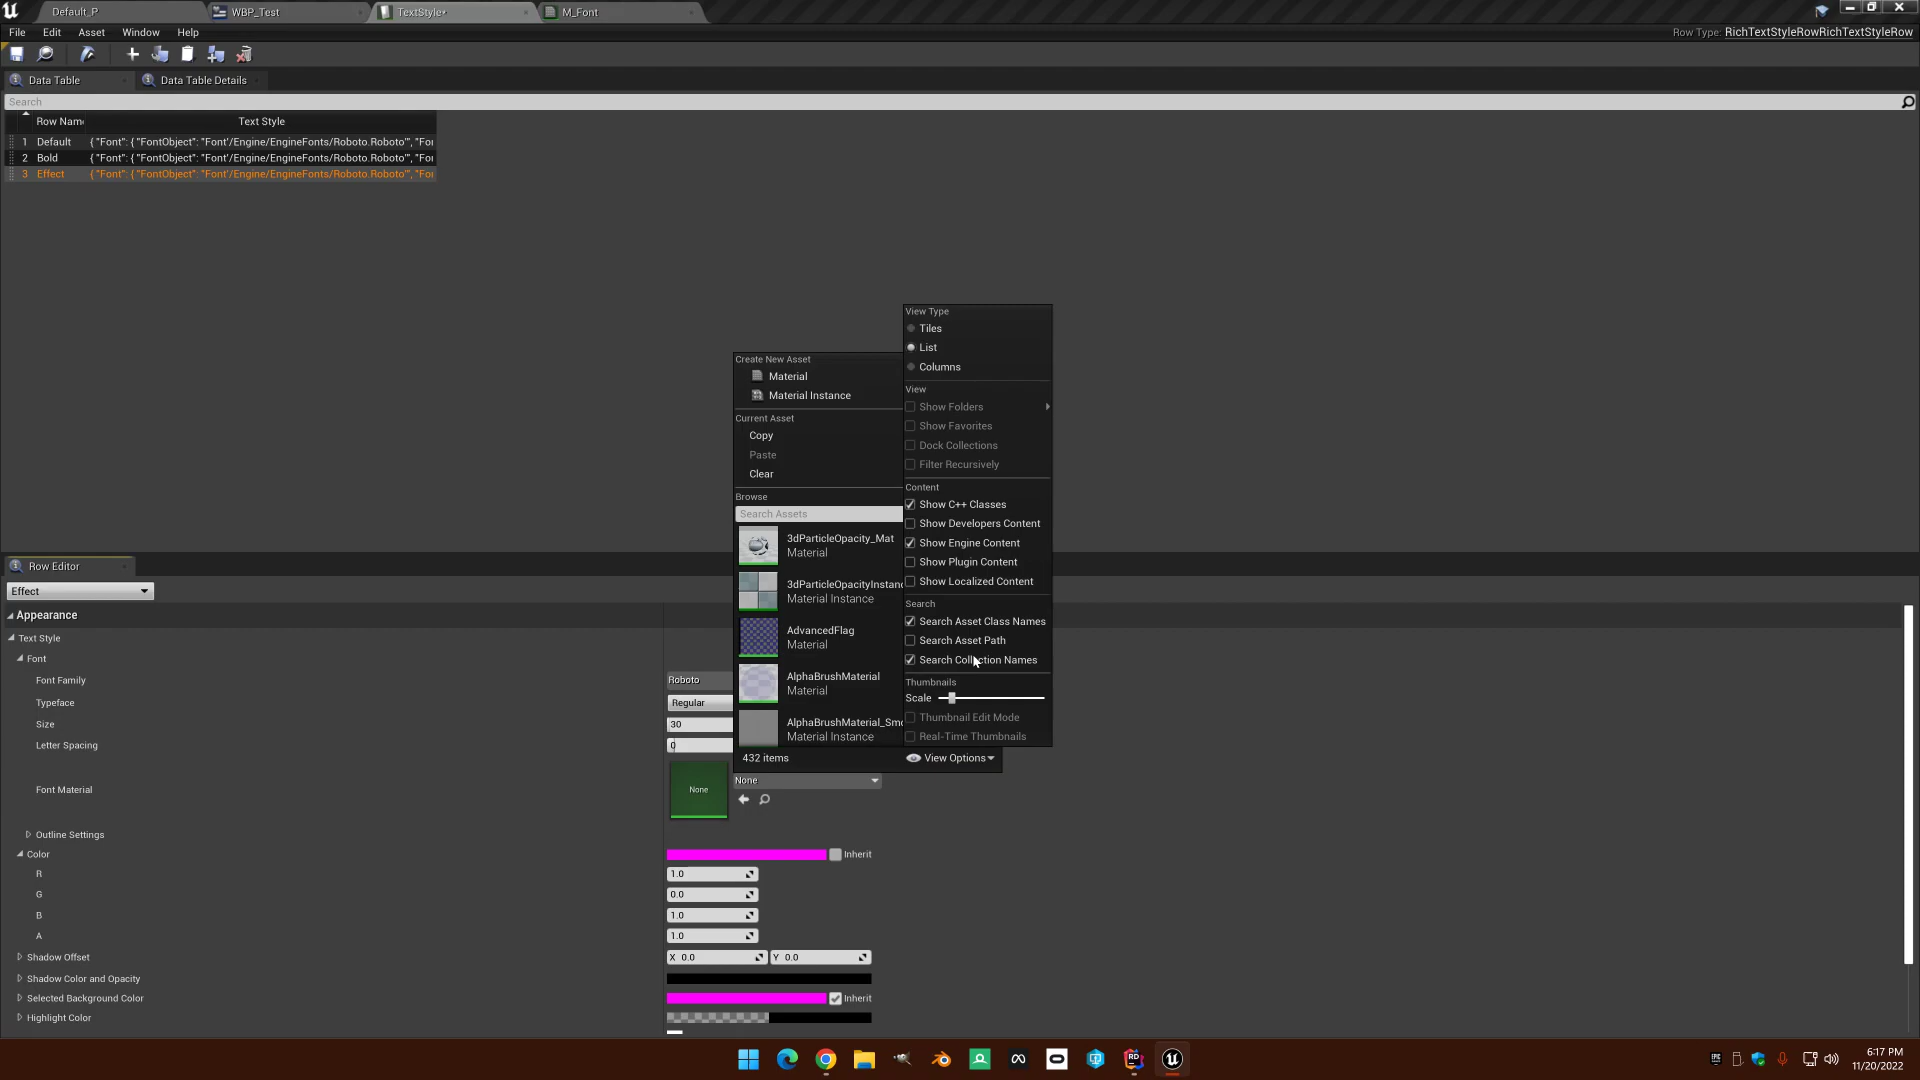 Default_P
WBP_Test
TextStyle•
M_Font
File Edit Asset Window Help
Row Type: RichTextStyleRowRichTextStyleRow
Data Table
Data Table Details
Search
Row Nam Text Style
1 Default { "Font": { "FontObject": "Font'/Engine/EngineFonts/Roboto.Roboto'", "Fo
2 Bold { "Font": { "FontObject": "Font'/Engine/EngineFonts/Roboto.Roboto'", "Fo
3 Effect { "Font": { "FontObject": "Font'/Engine/EngineFonts/Roboto.Roboto'", "Fo
Create New Asset
Material
Material Instance
Current Asset
Copy
Paste
Clear
Browse
Search Assets
3dParticleOpacity_Mat
Material
3dParticleOpacityInstanc
Material Instance
AdvancedFlag
Material
AlphaBrushMaterial
Material
AlphaBrushMaterial_Smo
Material Instance
432 items
View Options
View Type
Tiles
List
Columns
View
Show Folders
Show Favorites
Dock Collections
Filter Recursively
Content
Show C++ Classes
Show Developers Content
Show Engine Content
Show Plugin Content
Show Localized Content
Search
Search Asset Class Names
Search Asset Path
Search Collection Names
Thumbnails
Scale
Thumbnail Edit Mode
Real-Time Thumbnails
Row Editor
Effect
Appearance
Text Style
Font
Font Family Roboto
Typeface Regular
Size 30
Letter Spacing 0
Font Material None None
Outline Settings
Color Inherit
R 1.0
G 0.0
B 1.0
A 1.0
Shadow Offset X 0.0 Y 0.0
Shadow Color and Opacity
Selected Background Color Inherit
Highlight Color
6:17 PM
11/20/2022